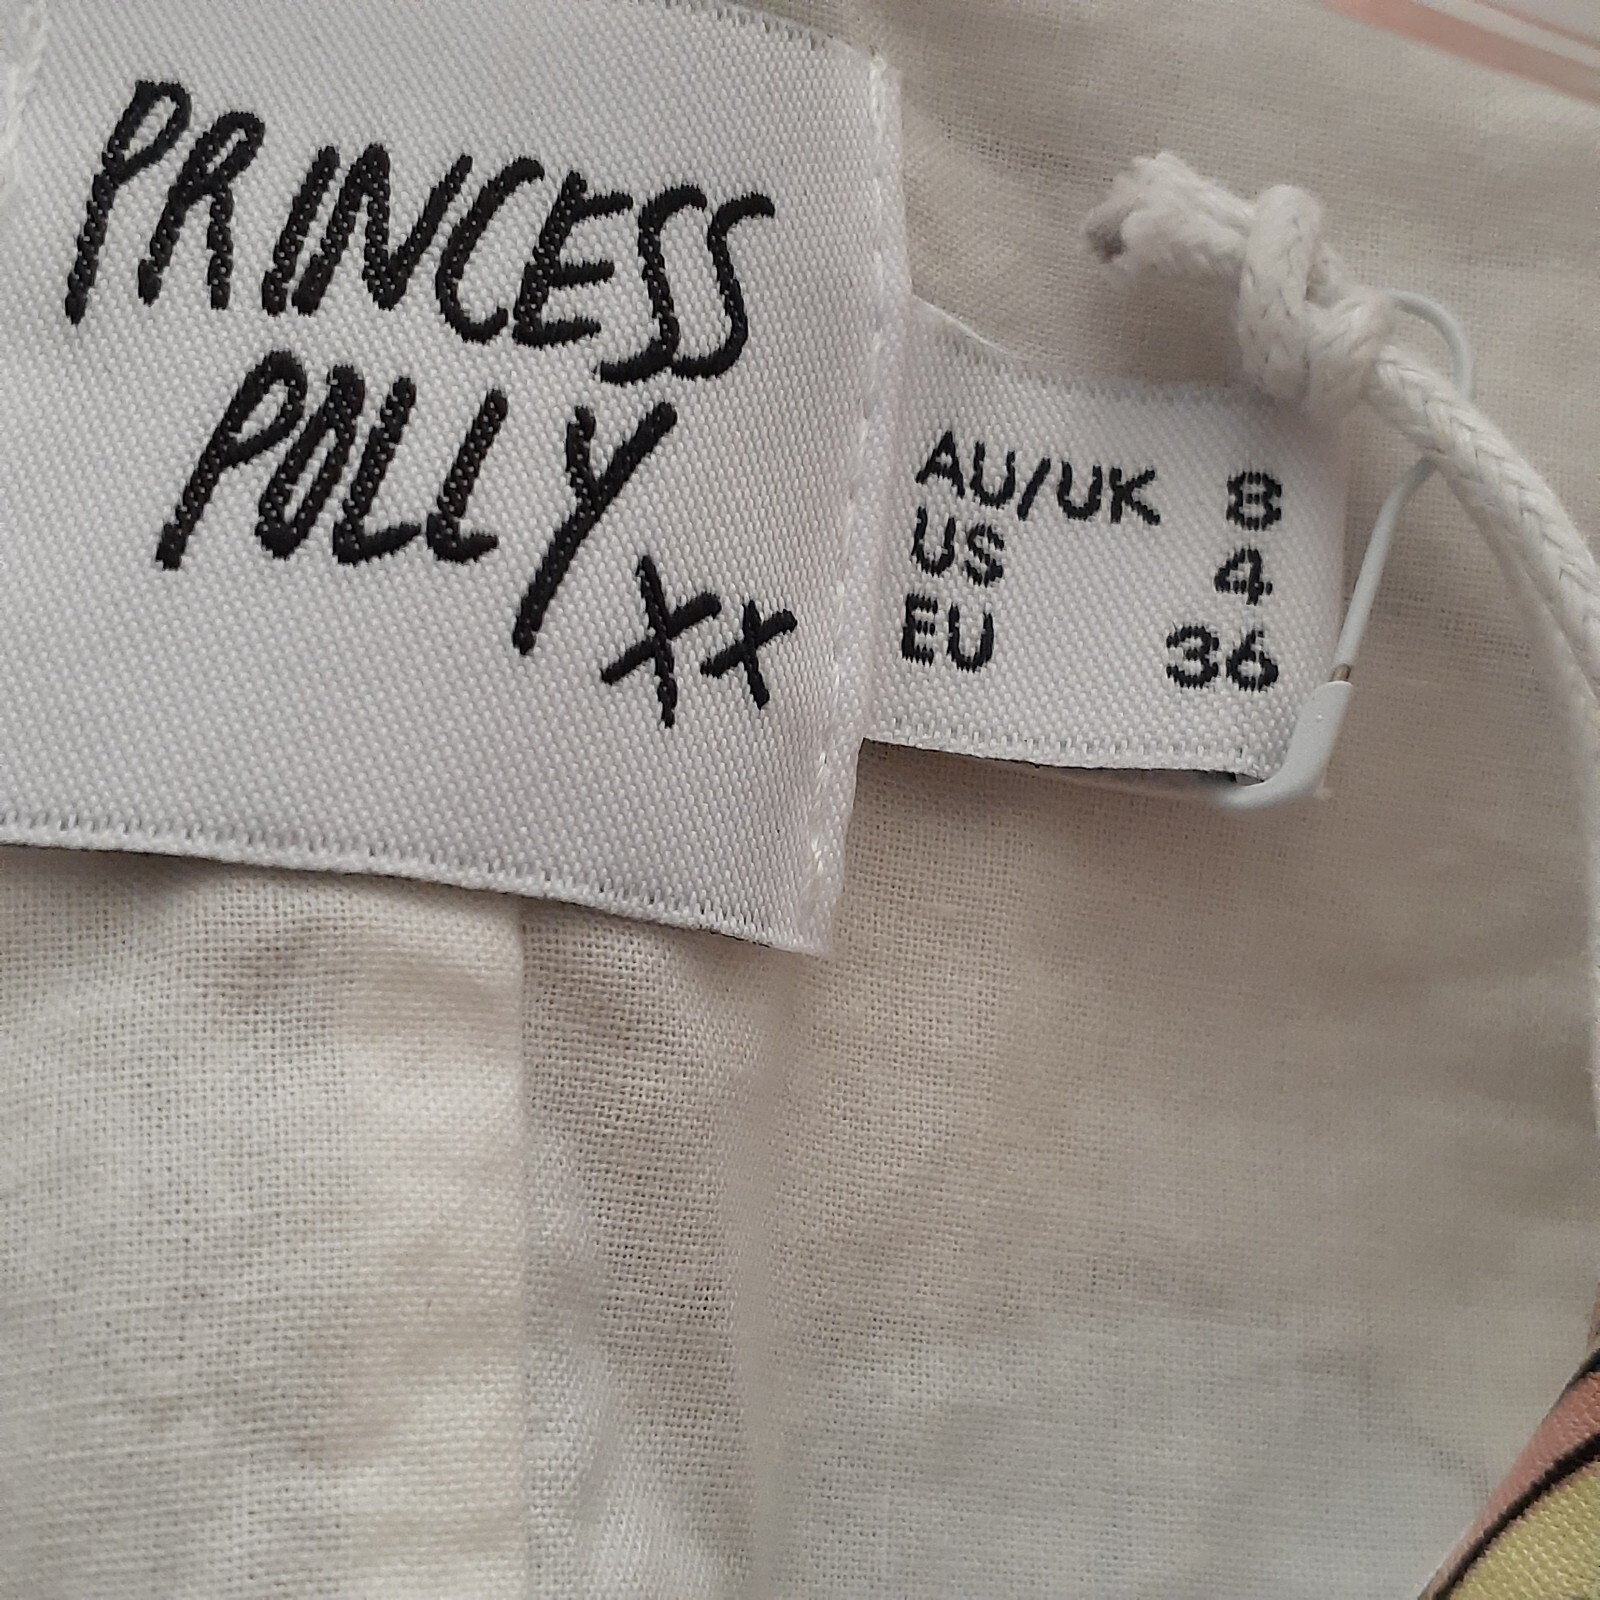 PRINCESS
POLLY
xx
AU/UK 8
US 4
EU 36